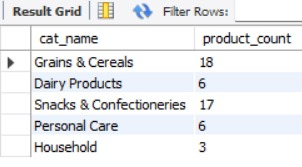 Result Grid Filter Rows:
cat_name product_count
Grains & Cereals 18
Dairy Products 6
Snacks & Confectioneries 17
Personal Care 6
Household 3